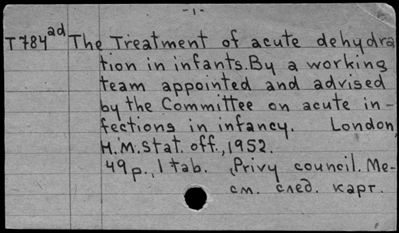 -1-
T784ad The Treatment of acute dehydra
tion in infants. By a working
team appointed and advised
by the Committee on acute in-
fections in infancy. London,
H.M. Stat. off., 1952.
49p., 1 tab. (Privy council. Me-
см. след. карт.